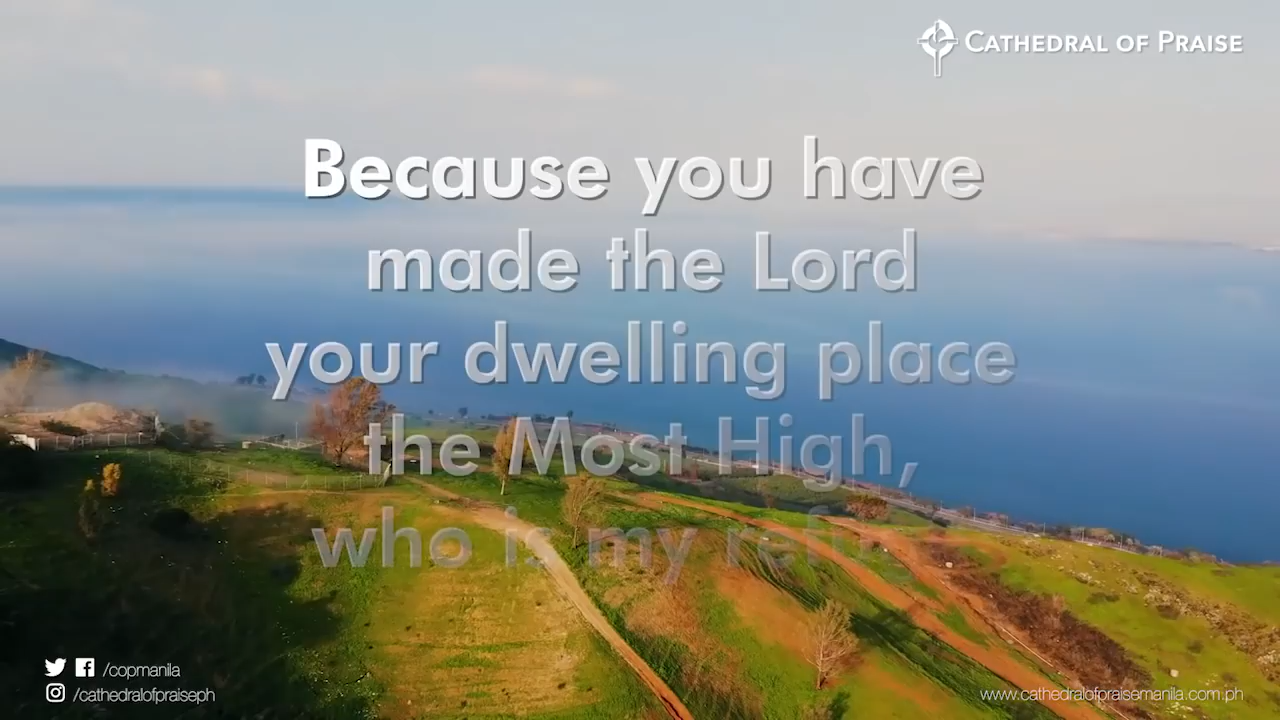 CATHEDRAL OF PRAISE
Because you have
made the Lord
your dwelling place
the Most High,
who is my
/copmanila
/cathedralofpraiseph
www.cathedralofpraisemanila.com.ph